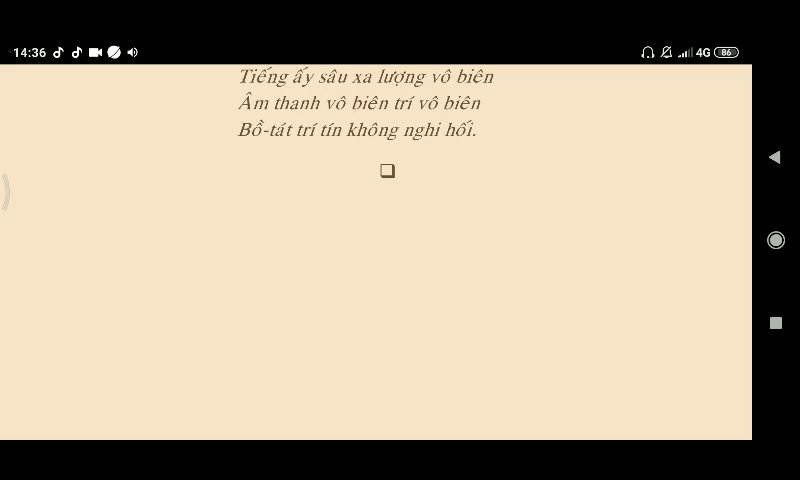 14:36
4G
86
Tiếng ấy sâu xa lượng vô biên
Âm thanh vô biên trí vô biên
Bồ-tát trí tín không nghi hối.